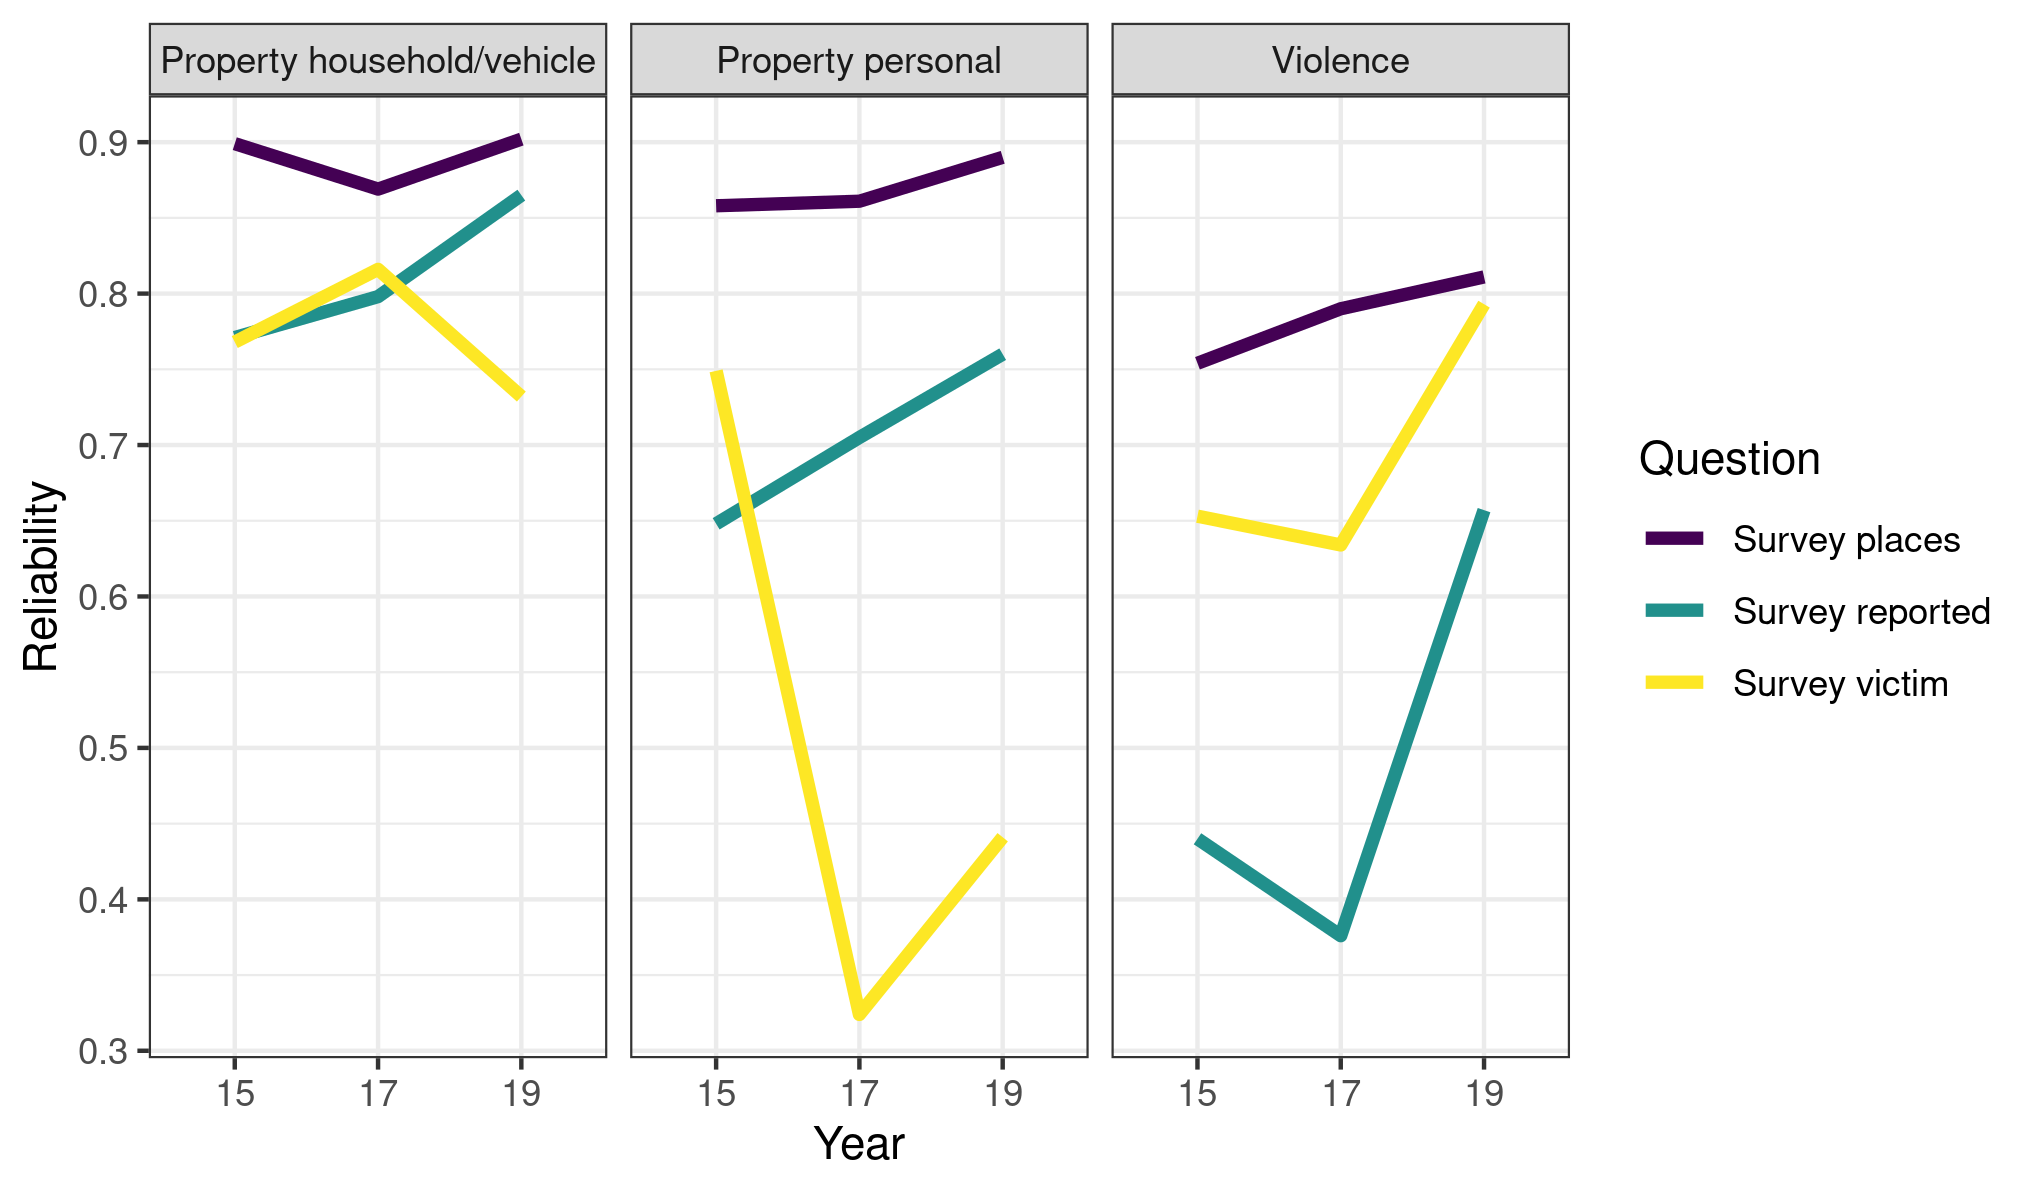 Property household/vehicle
Property personal
Violence
0.9
0.8
0.7
0.6
0.5
0.4
0.3
Reliability
15 17 19
15 17 19
15 17 19
Year
Question
Survey places
Survey reported
Survey victim